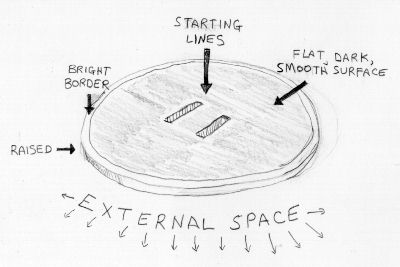 STARTING
LINES
FLAT, DARK,
SMOOTH SURFACE
BRIGHT
BORDER
RAISED
EXTERNAL SPACE